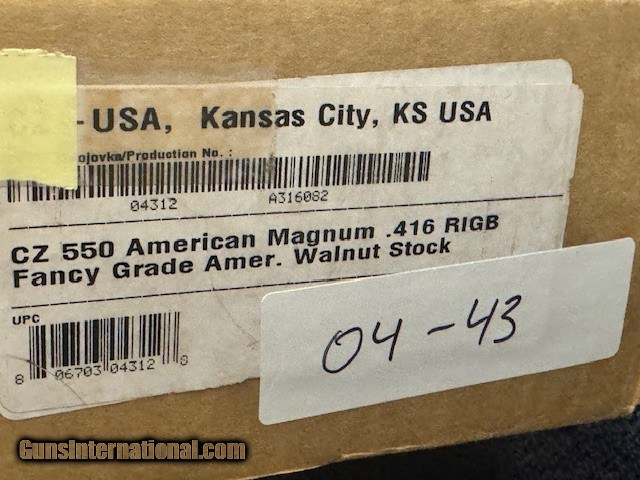 -USA, Kansas City, KS USA
ojovka/Production No. :
04312 A316082
CZ 550 American Magnum .416 RIGB
Fancy Grade Amer. Walnut Stock
UPC
8 06703 04312 8
04-43
GunsInternational.com